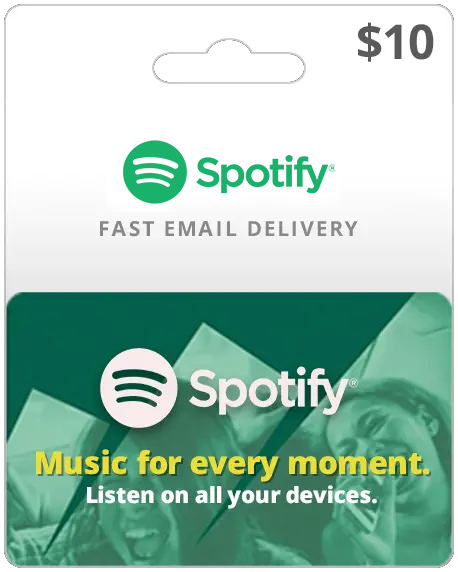 $10
Spotify®
FAST EMAIL DELIVERY
Spotify®
Music for every moment.
Listen on all your devices.